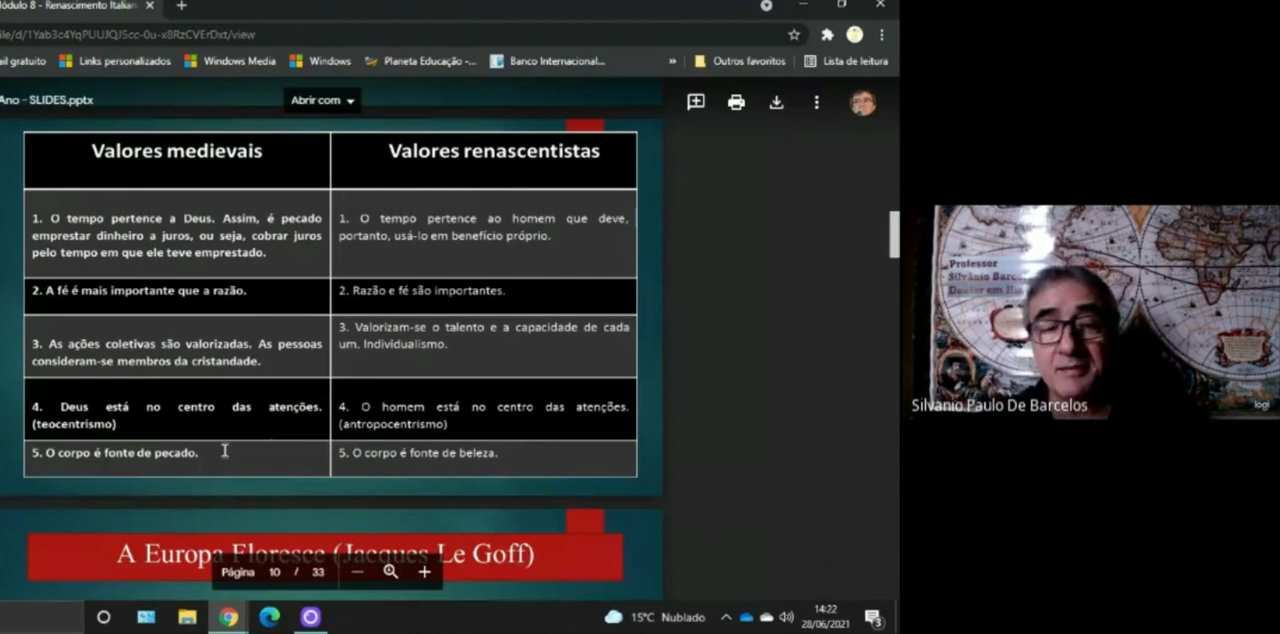 ódulo 8 - Renascimento Italian
ile/d/1Yab3c4YqPUUJQJ5cc-0u-x8RzCVErDxt/view
ail gratuito Links personalizados Windows Media Windows Planeta Educação -... Banco Internacional... » Outros favoritos Lista de leitura
Ano - SLIDES.pptx Abrir com
Valores medievais
Valores renascentistas
1. O tempo pertence a Deus. Assim, é pecado
emprestar dinheiro a juros, ou seja, cobrar juros
pelo tempo em que ele teve emprestado.
1. O tempo pertence ao homem que deve,
portanto, usá-lo em benefício próprio.
2. A fé é mais importante que a razão.
2. Razão e fé são importantes.
3. As ações coletivas são valorizadas. As pessoas
consideram-se membros da cristandade.
3. Valorizam-se o talento e a capacidade de cada
um. Individualismo.
4. Deus está no centro das atenções.
(teocentrismo)
4. O homem está no centro das atenções.
(antropocentrismo)
5. O corpo é fonte de pecado.
5. O corpo é fonte de beleza.
A Europa Floresce (Jacques Le Goff)
Página 10 / 33
Professor
Silvânio Barce
Doutor em
Silvanio Paulo De Barcelos
logi
15°C Nublado
14:22
28/06/2021
3